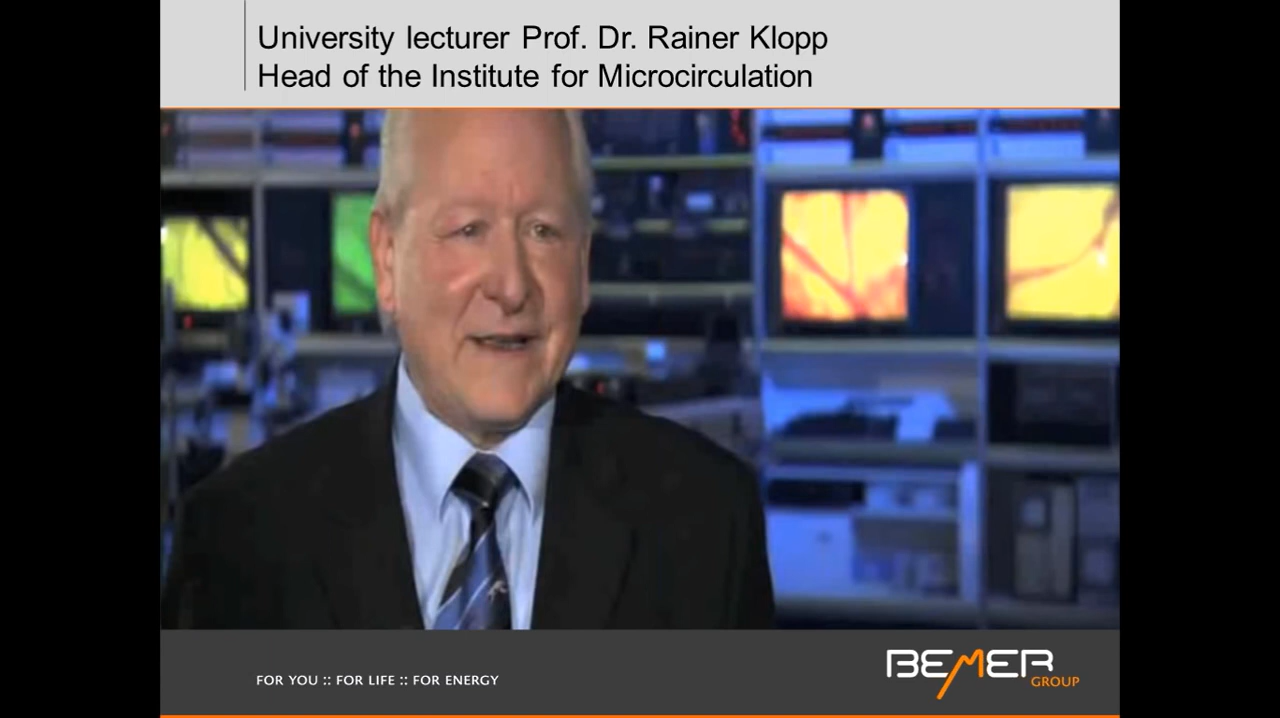 University lecturer Prof. Dr. Rainer Klopp
Head of the Institute for Microcirculation
FOR YOU :: FOR LIFE :: FOR ENERGY
BEMER
GROUP